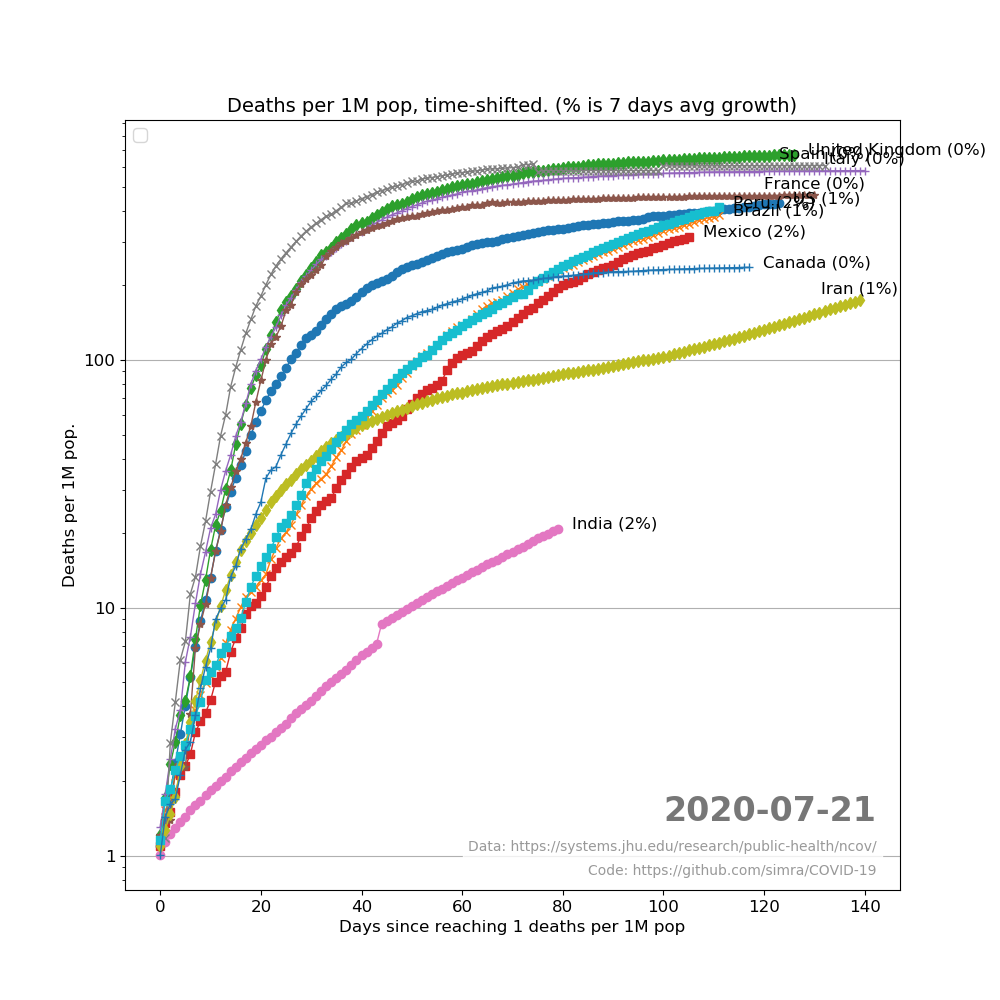 Deaths per 1M pop, time-shifted. (% is 7 days avg growth)
United Kingdom (0%)
Spain (0%)
Italy (0%)
France (0%)
US (1%)
Peru (2%)
Brazil (1%)
Mexico (2%)
Canada (0%)
Iran (1%)
India (2%)
Deaths per 1M pop.
100
10
1
2020-07-21
Data: https://systems.jhu.edu/research/public-health/ncov/
Code: https://github.com/simra/COVID-19
0 20 40 60 80 100 120 140
Days since reaching 1 deaths per 1M pop